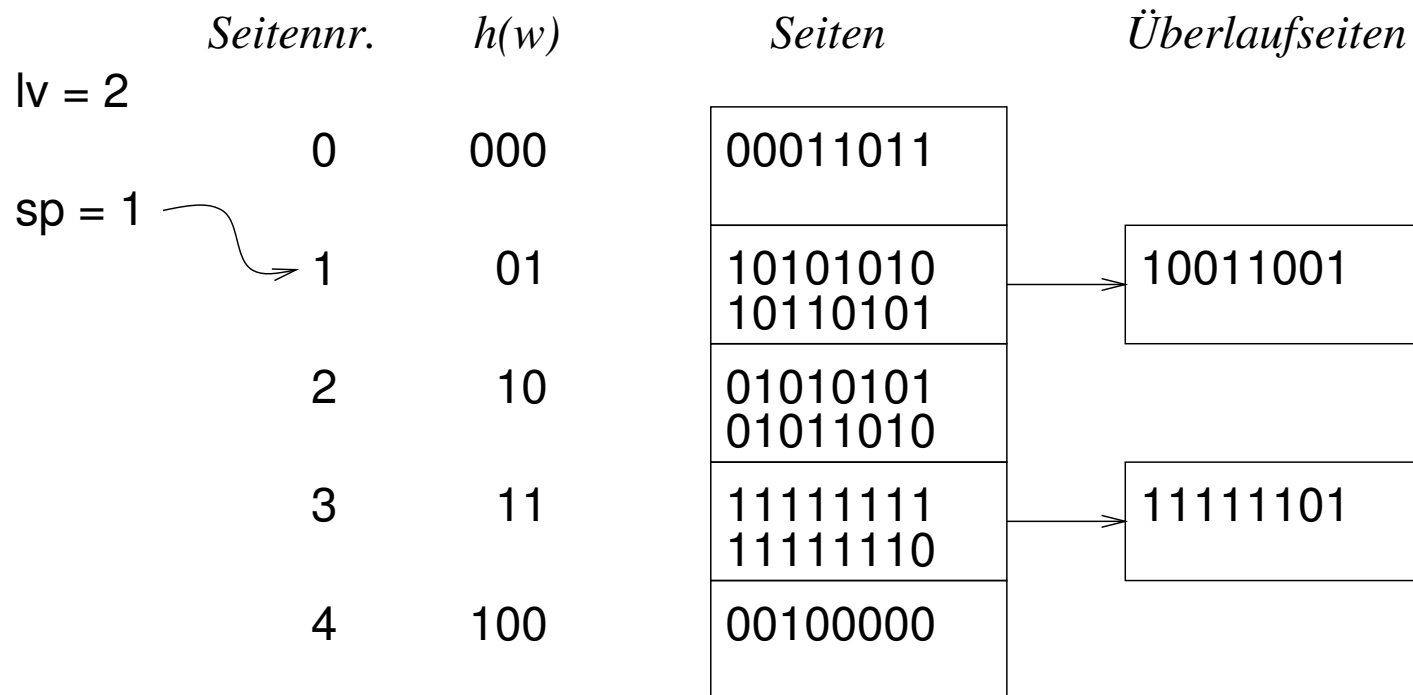 Seitennr. h(w) Seiten Überlaufseiten
lv = 2
0 000 00011011
sp = 1
1 01 10101010 10011001
10110101
2 10 01010101
01011010
3 11 11111111 11111101
11111110
4 100 00100000